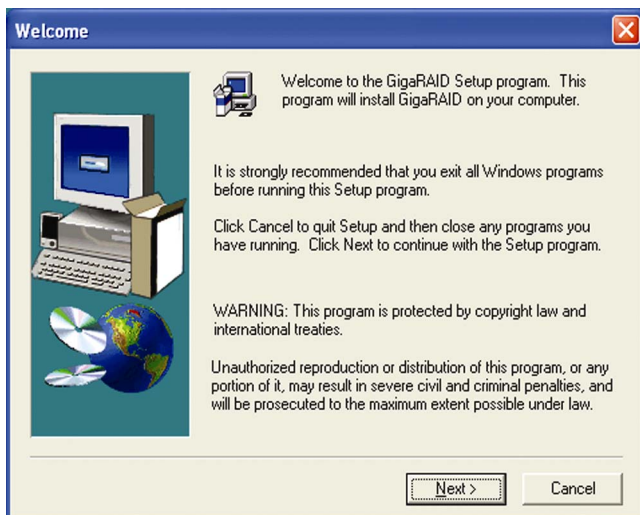 Welcome
Welcome to the GigaRAID Setup program. This
program will install GigaRAID on your computer.
It is strongly recommended that you exit all Windows programs
before running this Setup program.
Click Cancel to quit Setup and then close any programs you
have running. Click Next to continue with the Setup program.
WARNING: This program is protected by copyright law and
international treaties.
Unauthorized reproduction or distribution of this program, or any
portion of it, may result in severe civil and criminal penalties, and
will be prosecuted to the maximum extent possible under law.
Next >
Cancel